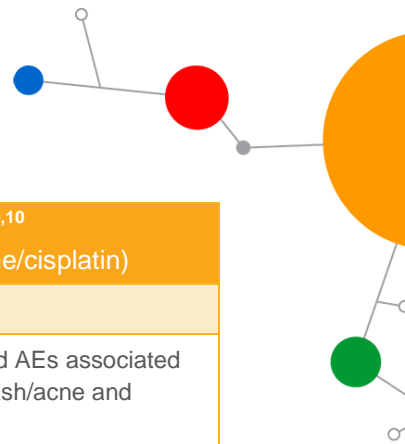 ,10
e/cisplatin)
d AEs associated
sh/acne and